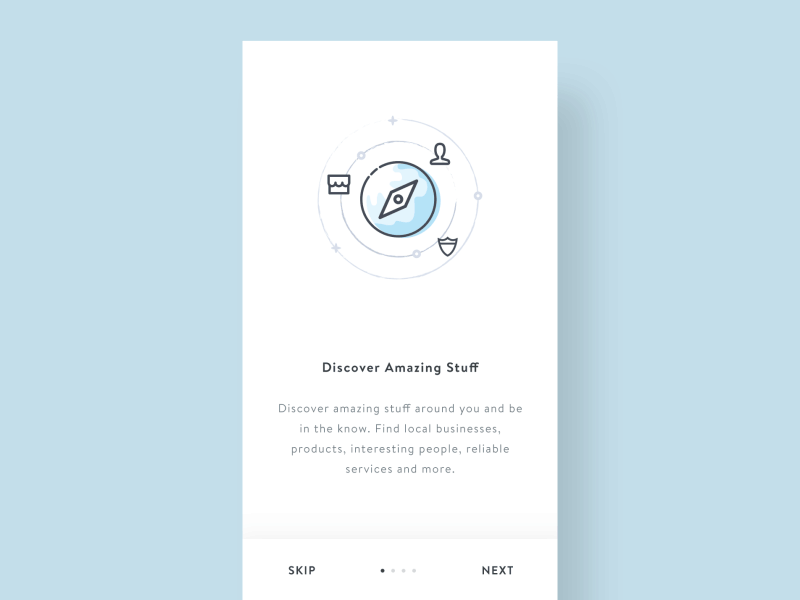 Discover Amazing Stuff
Discover amazing stuff around you and be
in the know. Find local businesses,
products, interesting people, reliable
services and more.
SKIP
NEXT